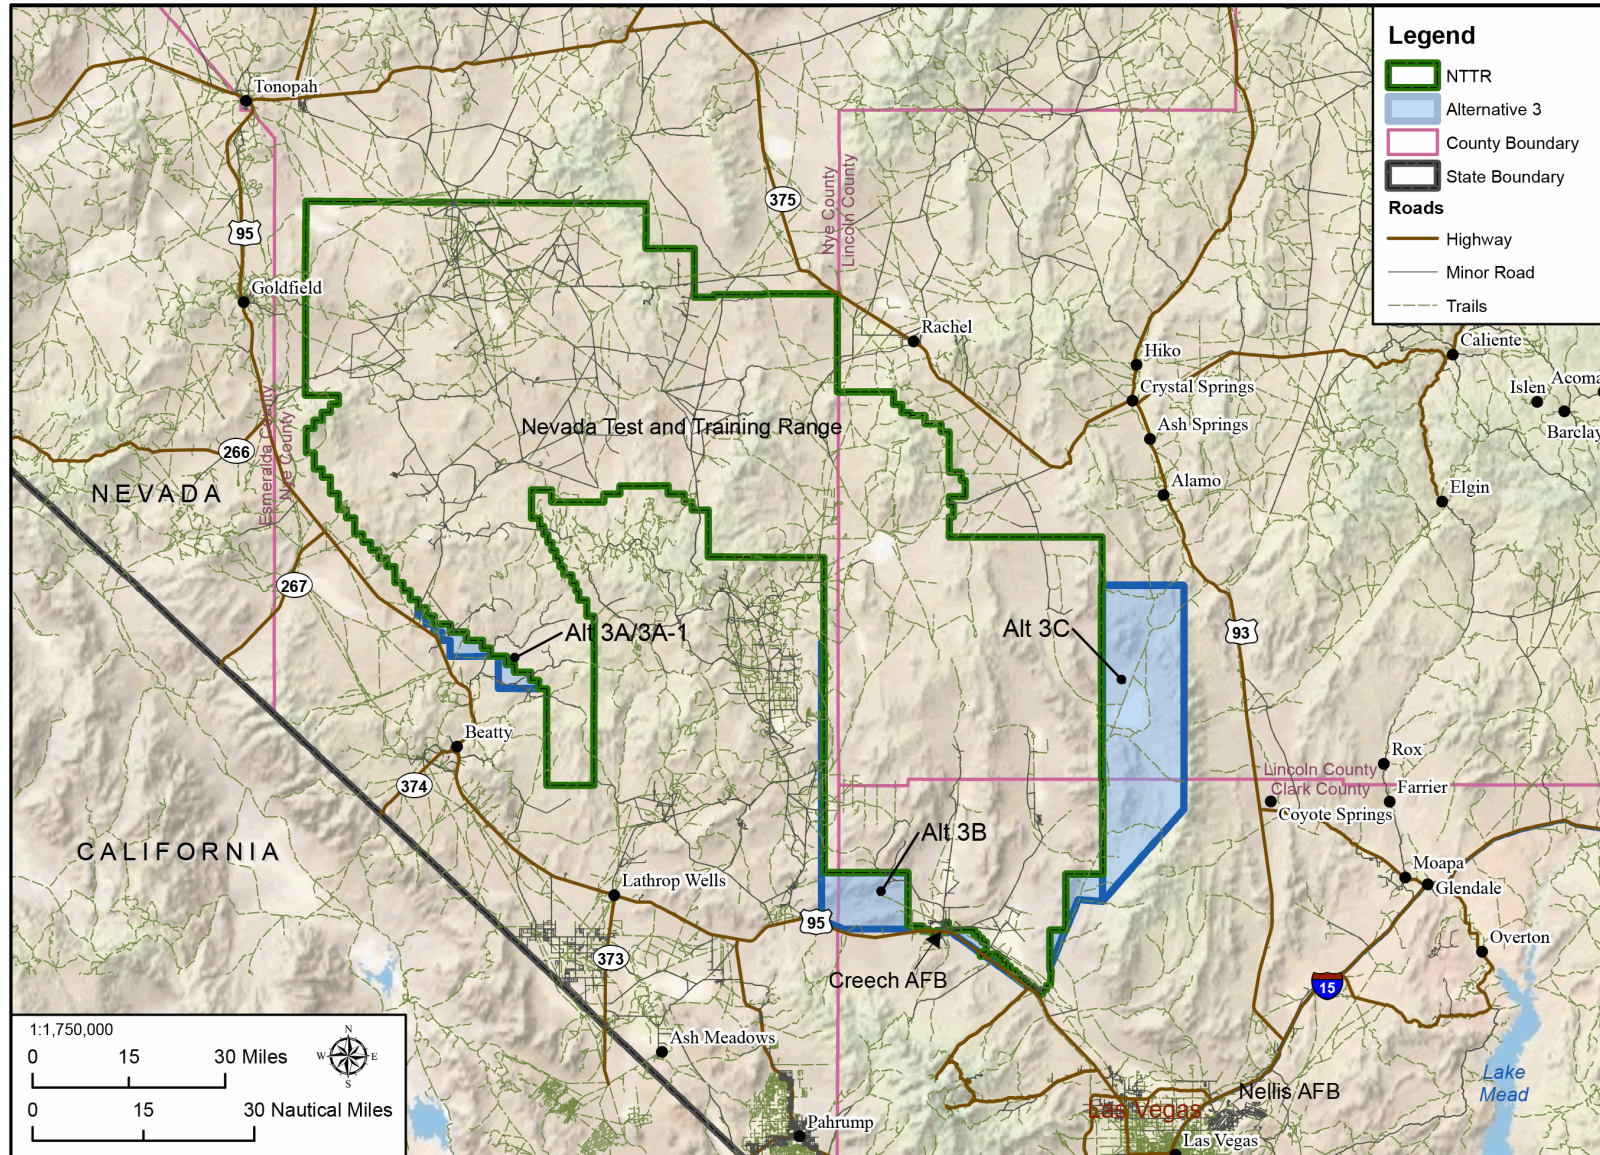 Legend
NTTR
Alternative 3
County Boundary
State Boundary
Roads
Highway
Minor Road
Trails
Tonopah
95
Goldfield
375
Nye County
Lincoln County
Rachel
Hiko
Crystal Springs
Ash Springs
Alamo
Caliente
Islen
Acoma
Barclay
Elgin
Nevada Test and Training Range
266
Esmeralda County
Nye County
NEVADA
267
Alt 3A/3A-1
Alt 3C
93
Beatty
374
Rox
Lincoln County
Clark County
Farrier
Coyote Springs
CALIFORNIA
Alt 3B
Moapa
Glendale
Lathrop Wells
95
373
Creech AFB
Overton
15
Ash Meadows
Lake
Mead
Nellis AFB
Las Vegas
Pahrump
Las Vegas
1:1,750,000
0 15 30 Miles
0 15 30 Nautical Miles
N
W E
S